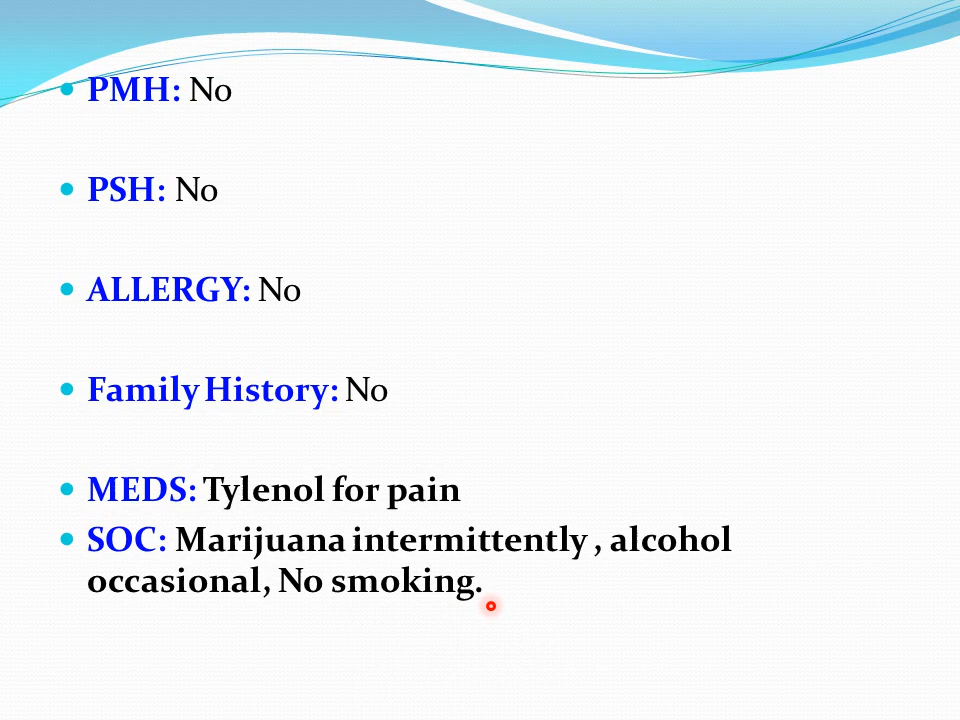 PMH: No
PSH: No
ALLERGY: No
Family History: No
MEDS: Tylenol for pain
SOC: Marijuana intermittently , alcohol
occasional, No smoking.